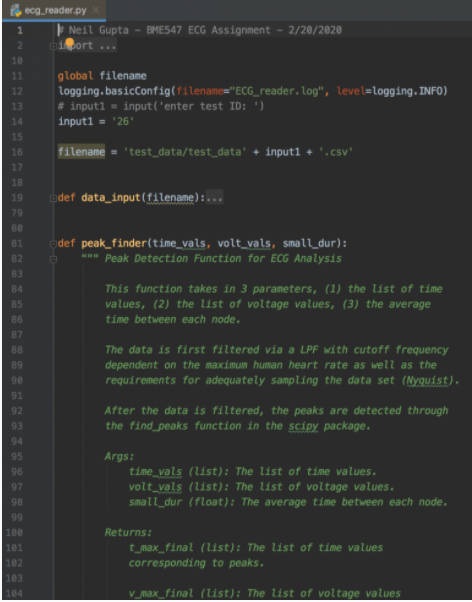 ecg_reader.py
1 # Neil Gupta - BME547 ECG Assignment - 2/20/2020
2 import ...
10
11 global filename
12 logging.basicConfig(filename="ECG_reader.log", level=logging.INFO)
13 # input1 = input('enter test ID: ')
14 input1 = '26'
15
16 filename = 'test_data/test_data' + input1 + '.csv'
17
18
19 def data_input(filename):...
79
80
81 def peak_finder(time_vals, volt_vals, small_dur):
82 """ Peak Detection Function for ECG Analysis
83
84 This function takes in 3 parameters, (1) the list of time
85 values, (2) the list of voltage values, (3) the average
86 time between each node.
87
88 The data is first filtered via a LPF with cutoff frequency
89 dependent on the maximum human heart rate as well as the
90 requirements for adequately sampling the data set (Nyquist).
91
92 After the data is filtered, the peaks are detected through
93 the find_peaks function in the scipy package.
94
95 Args:
96 time_vals (list): The list of time values.
97 volt_vals (list): The list of voltage values.
98 small_dur (float): The average time between each node.
99
100 Returns:
101 t_max_final (list): The list of time values
102 corresponding to peaks.
103
104 v_max_final (list): The list of voltage values